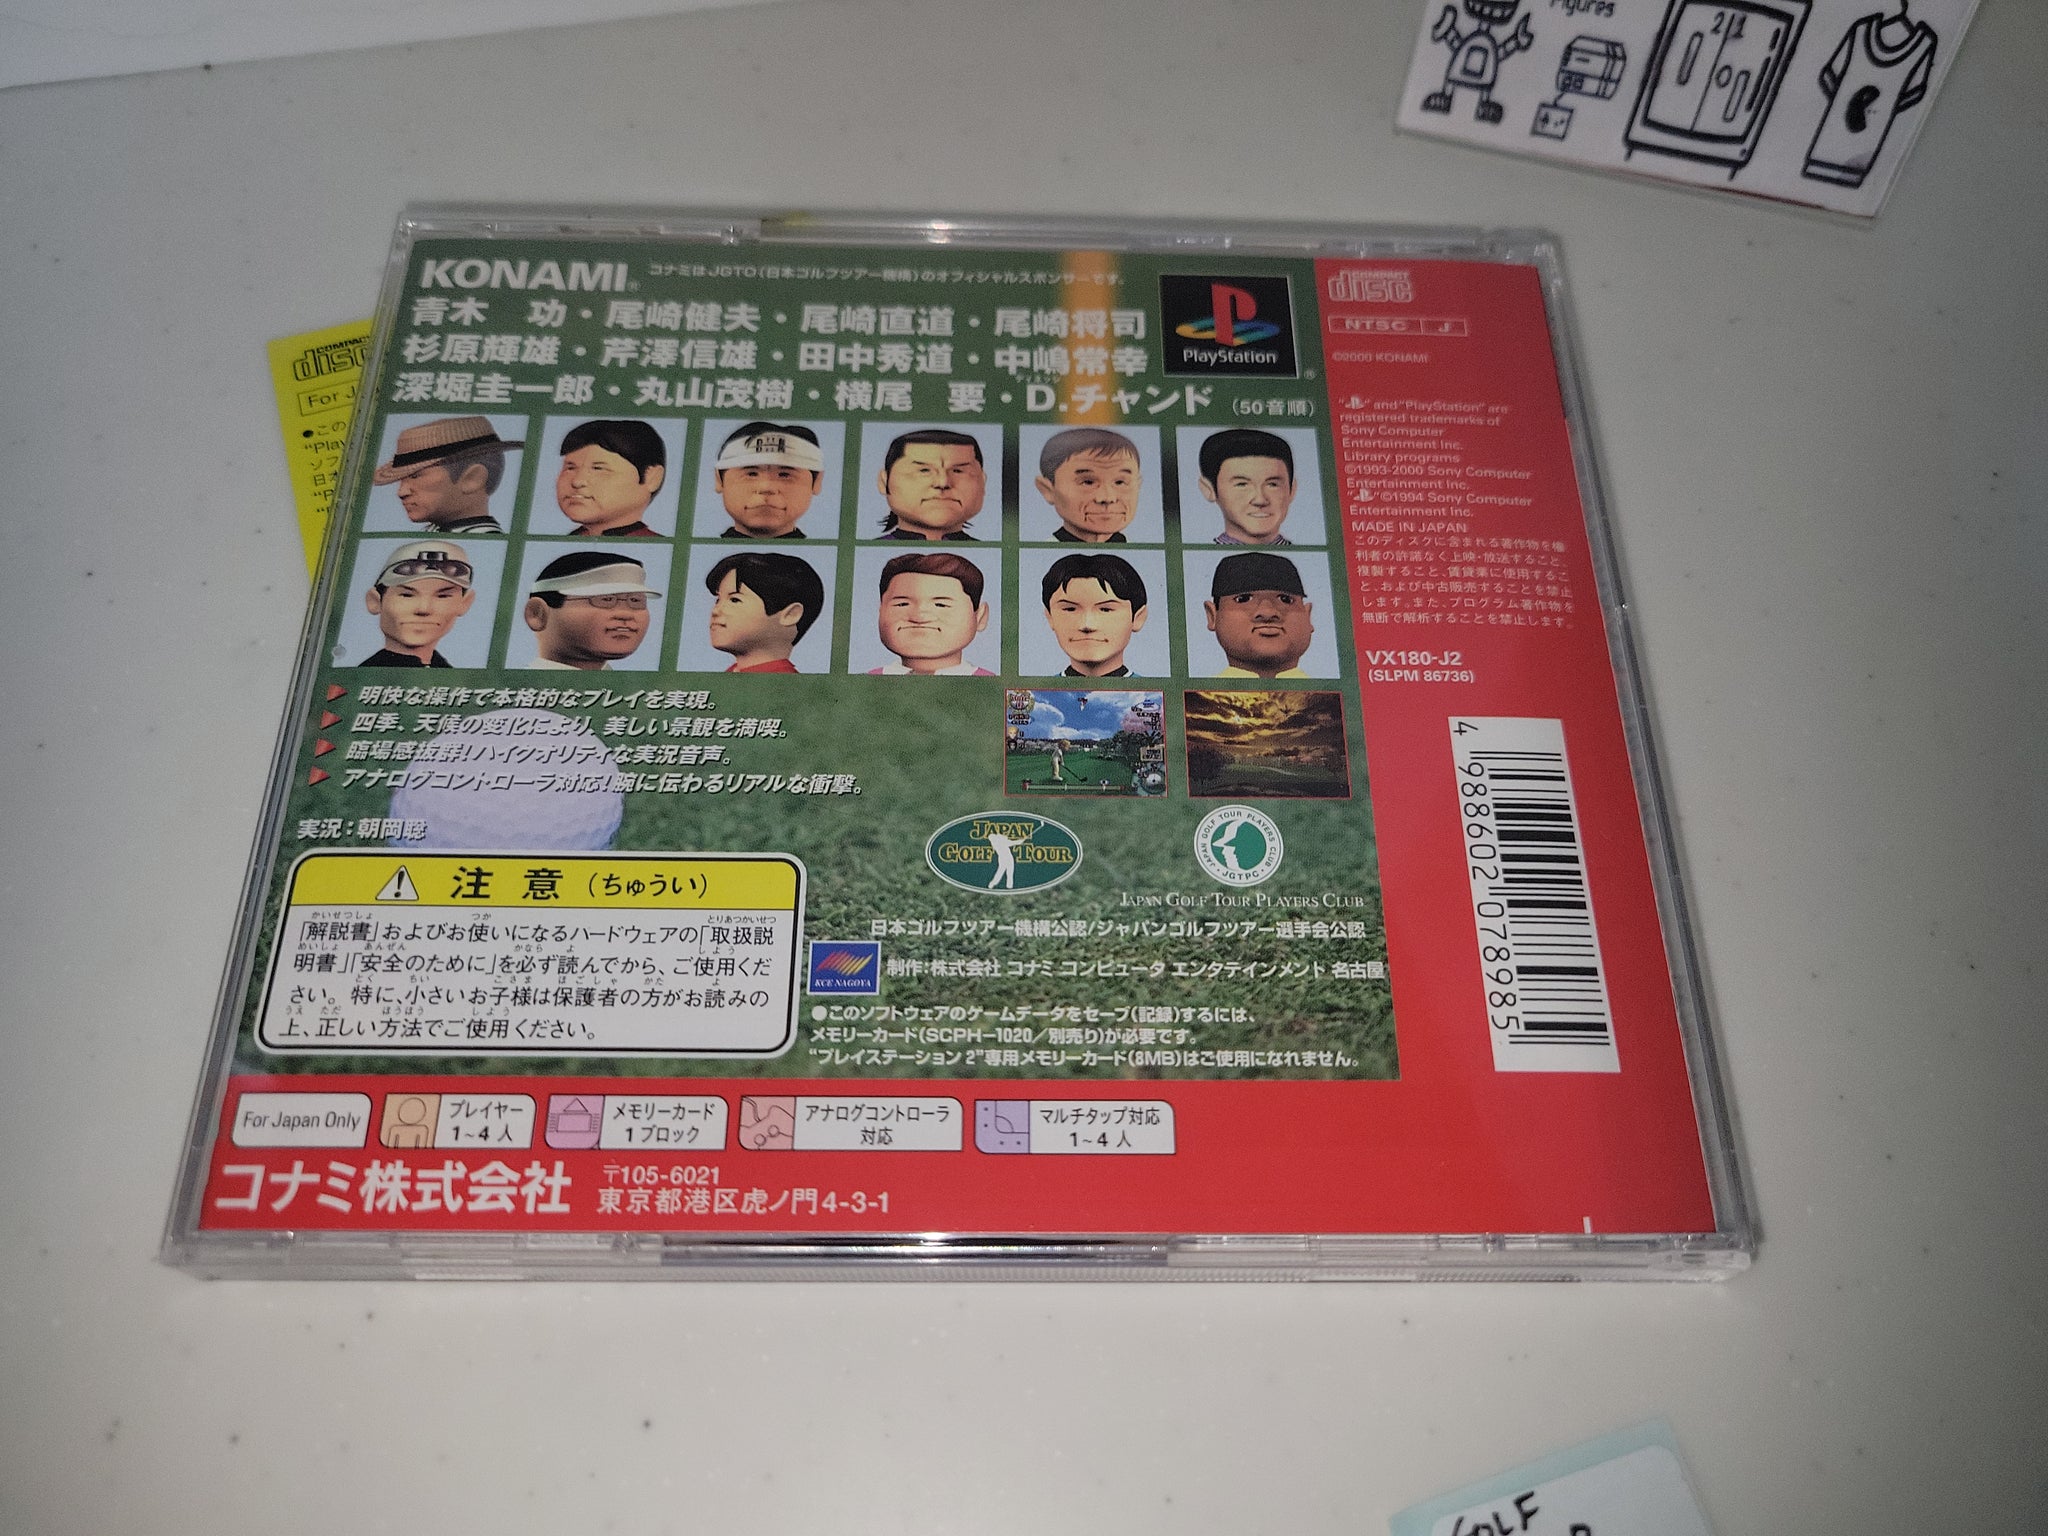 Figures
2 1
KONAMI® コナミはJGTO(日本ゴルフツアー機構)のオフィシャルスポンサーです。
青木 功・尾崎健夫・尾崎直道・尾崎将司
杉原輝雄・芹澤信雄・田中秀道・中嶋常幸
深堀圭一郎・丸山茂樹・横尾 要・D.チャンド (50音順)
PlayStation ®
COMPACT
disc
NTSC J
©2000 KONAMI
"PS" and "PlayStation" are
registered trademarks of
Sony Computer
Entertainment Inc.
Library programs
©1993-2000 Sony Computer
Entertainment Inc.
"PS" ©1994 Sony Computer
Entertainment Inc.
MADE IN JAPAN
このディスクに含まれる著作物を権
利者の許諾なく上映・放送すること、
複製すること、賃貸業に使用するこ
と、および中古販売することを禁止
します。また、プログラム著作物を
無断で解析することを禁止します。
VX180-J2
(SLPM 86736)
4 988602 078985
COMPACT
disc
For J
●この
"Play
ソフ
日本
明快な操作で本格的なプレイを実現。
四季、天候の変化により、美しい景観を満喫。
臨場感抜群!ハイクオリティな実況音声。
アナログコントローラ対応!腕に伝わるリアルな衝撃。
実況:朝岡聡
JAPAN
GOLF TOUR
JAPAN GOLF TOUR PLAYERS CLUB
・JGTPC・
JAPAN GOLF TOUR PLAYERS CLUB
日本ゴルフツアー機構公認/ジャパンゴルフツアー選手会公認
KCE NAGOYA
制作:株式会社 コナミ コンピュータ エンタテインメント 名古屋
●このソフトウェアのゲームデータをセーブ(記録)するには、
メモリーカード(SCPH-1020/別売り)が必要です。
"プレイステーション 2"専用メモリーカード(8MB)はご使用になれません。
注 意 (ちゅうい)
「解説書」およびお使いになるハードウェアの「取扱説
明書」「安全のために」を必ず読んでから、ご使用くだ
さい。特に、小さいお子様は保護者の方がお読みの
上、正しい方法でご使用ください。
For Japan Only
プレイヤー
1~4 人
メモリーカード
1 ブロック
アナログコントローラ
対応
マルチタップ対応
1~4 人
コナミ株式会社
〒105-6021
東京都港区虎ノ門4-3-1
GOLF